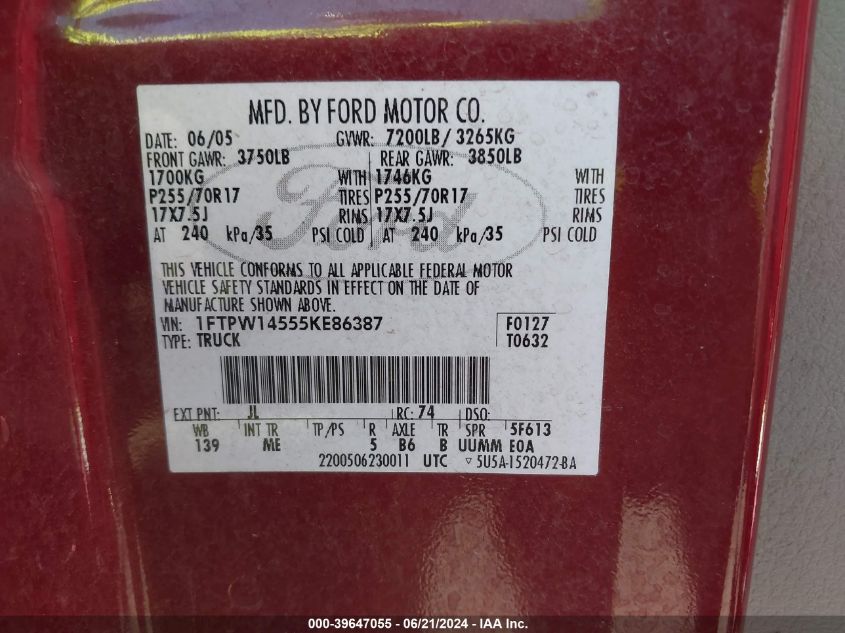 MFD. BY FORD MOTOR CO.
DATE: 06/05 GVWR: 7200LB/ 3265KG
FRONT GAWR: 3750LB REAR GAWR: 3850LB
1700KG WITH 1746KG WITH
P255/70R17 TIRES P255/70R17 TIRES
17X7.5J RIMS 17X7.5J RIMS
AT 240 kPa/35 PSI COLD AT 240 kPa/35 PSI COLD
Ford
THIS VEHICLE CONFORMS TO ALL APPLICABLE FEDERAL MOTOR
VEHICLE SAFETY STANDARDS IN EFFECT ON THE DATE OF
MANUFACTURE SHOWN ABOVE.
VIN: 1FTPW14555KE86387 F0127
TYPE: TRUCK T0632
EXT PNT: JL RC: 74 DSO:
WB INT TR TP/PS R AXLE TR SPR 5F613
139 ME 5 B6 B UUMM EOA
2200506230011 UTC ▽ 5U5A-1520472-BA
000-39647055 - 06/21/2024 - IAA Inc.